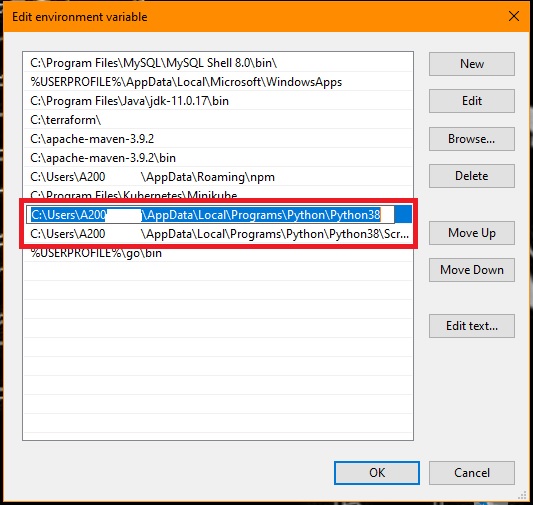 Edit environment variable
C:\Program Files\MySQL\MySQL Shell 8.0\bin\
%USERPROFILE%\AppData\Local\Microsoft\WindowsApps
C:\Program Files\Java\jdk-11.0.17\bin
C:\terraform\
C:\apache-maven-3.9.2
C:\apache-maven-3.9.2\bin
C:\Users\A200 \AppData\Roaming\npm
C:\Program Files\Kubernetes\Minikube
C:\Users\A200 \AppData\Local\Programs\Python\Python38
C:\Users\A200 \AppData\Local\Programs\Python\Python38\Scr...
%USERPROFILE%\go\bin
New
Edit
Browse...
Delete
Move Up
Move Down
Edit text...
OK
Cancel